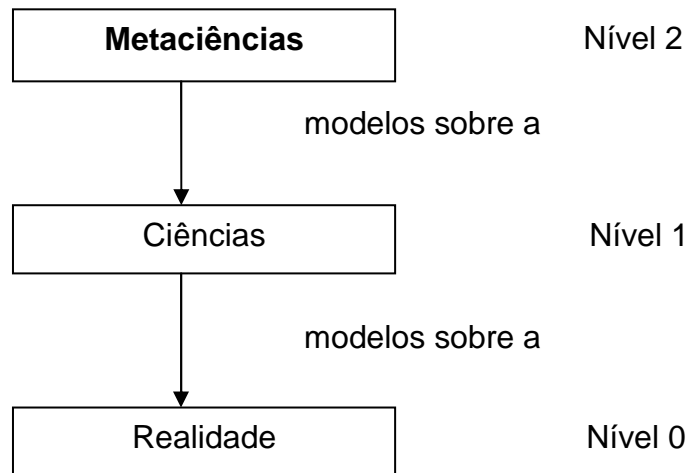 Metaciências Nível 2
modelos sobre a
Ciências Nível 1
modelos sobre a
Realidade Nível 0